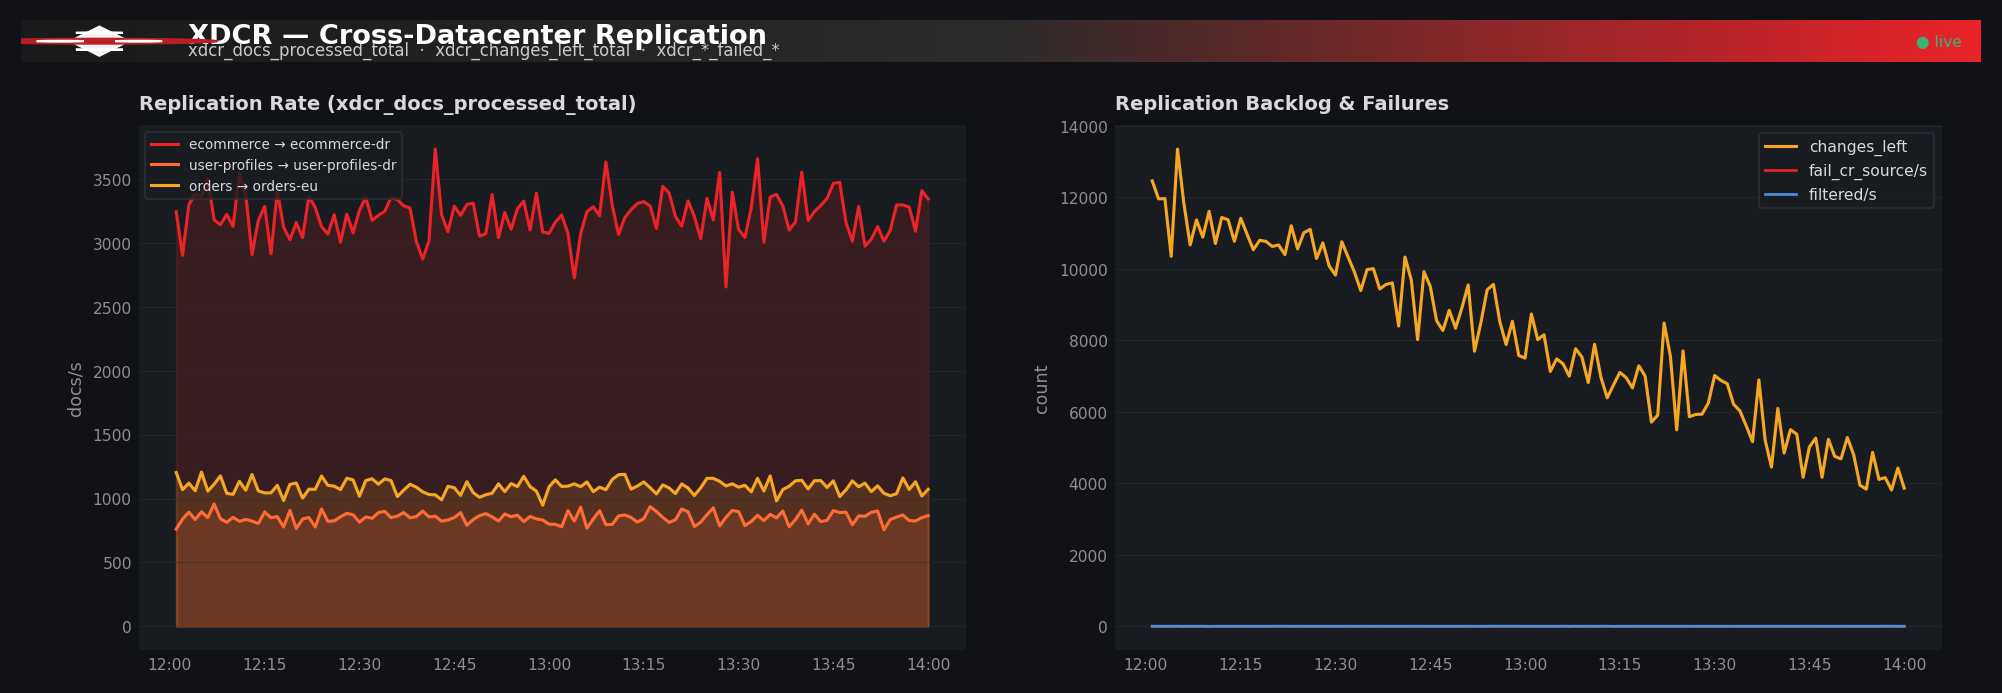 XDCR — Cross-Datacenter Replication
xdcr_docs_processed_total · xdcr_changes_left_total · xdcr_*_failed_*
● live
Replication Rate (xdcr_docs_processed_total)
ecommerce → ecommerce-dr
user-profiles → user-profiles-dr
orders → orders-eu
docs/s
3500
3000
2500
2000
1500
1000
500
0
12:00 12:15 12:30 12:45 13:00 13:15 13:30 13:45 14:00
Replication Backlog & Failures
changes_left
fail_cr_source/s
filtered/s
count
14000
12000
10000
8000
6000
4000
2000
0
12:00 12:15 12:30 12:45 13:00 13:15 13:30 13:45 14:00